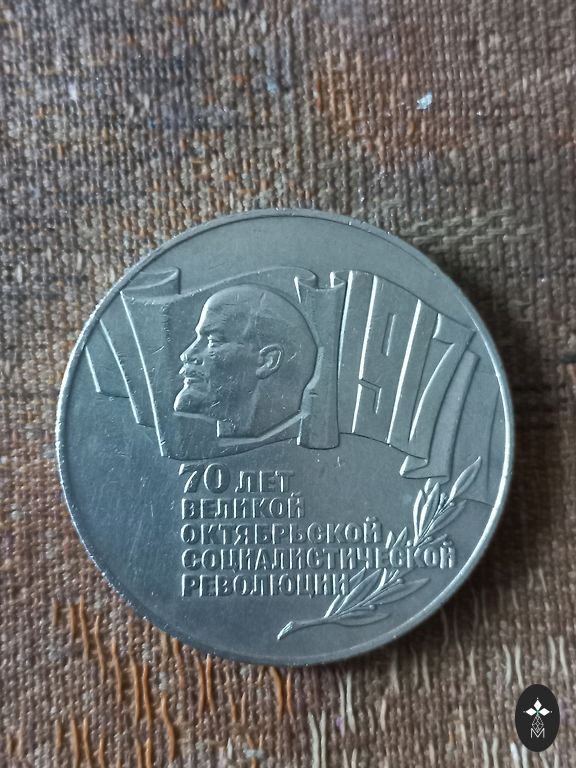 1917
70 ЛЕТ
ВЕЛИКОЙ
ОКТЯБРЬСКОЙ
СОЦИАЛИСТИЧЕСКОЙ
РЕВОЛЮЦИИ
M